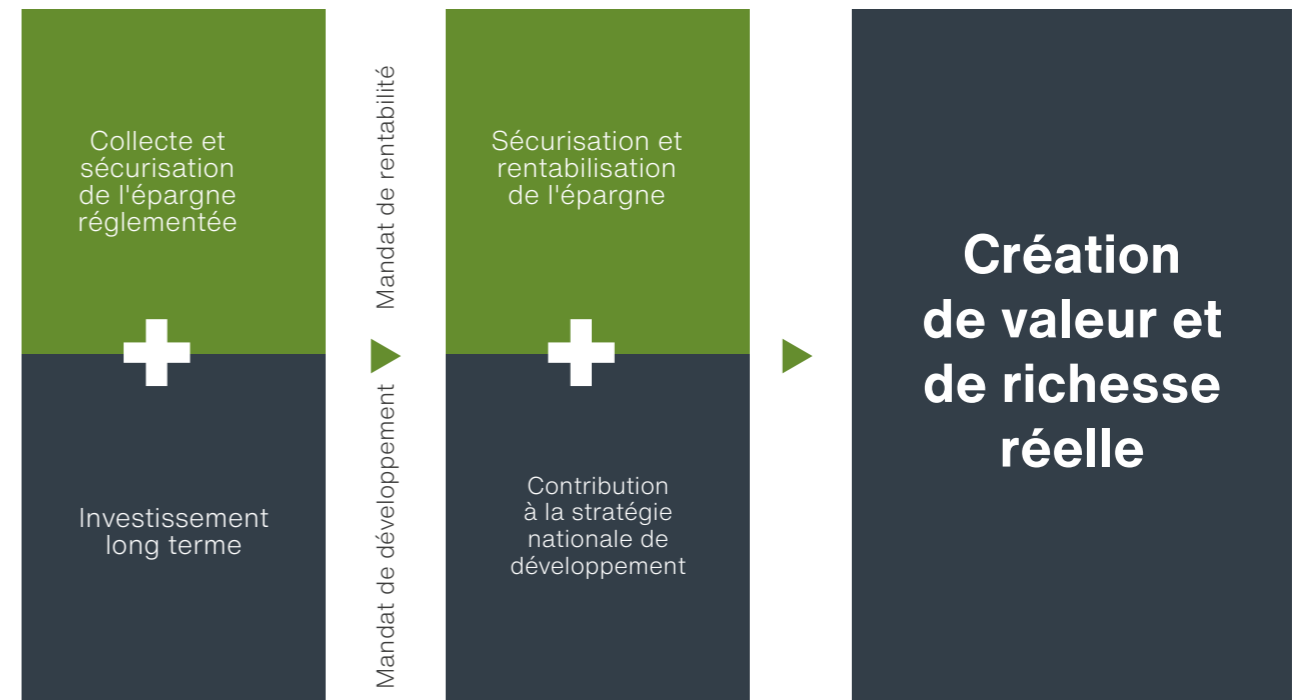 Collecte et
sécurisation
de l'épargne
réglementée
Investissement
long terme
Mandat de rentabilité
Mandat de développement
Sécurisation et
rentabilisation
de l'épargne
Contribution
à la stratégie
nationale de
développement
Création
de valeur et
de richesse
réelle